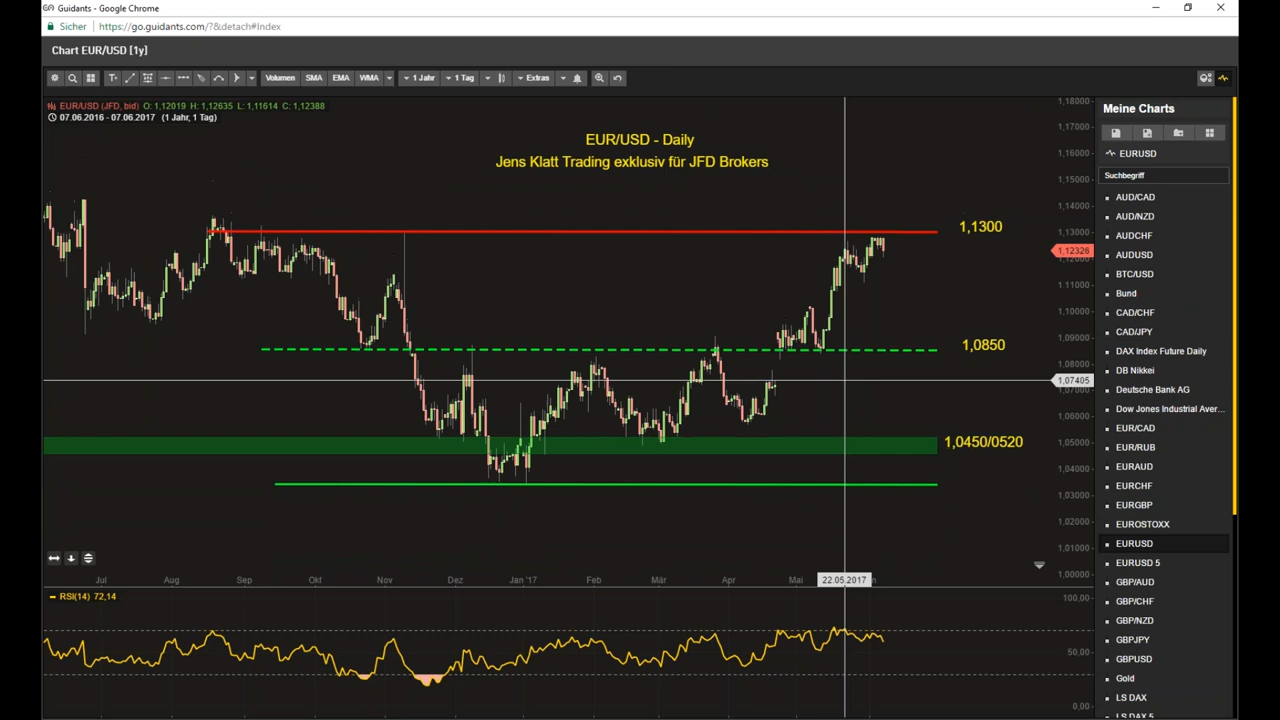 Guidants - Google Chrome
Sicher https://go.guidants.com/?&detach#Index
Chart EUR/USD [1y]
Volumen SMA EMA WMA 1 Jahr 1 Tag Extras
EUR/USD (JFD, bid) O: 1,12019 H: 1,12635 L: 1,11614 C: 1,12388
07.06.2016 - 07.06.2017 (1 Jahr, 1 Tag)
EUR/USD - Daily
Jens Klatt Trading exklusiv für JFD Brokers
1,1300
1,0850
1,0450/0520
1,18000
1,17000
1,16000
1,15000
1,14000
1,13000
1,12326
1,12000
1,11000
1,10000
1,09000
1,08000
1,07405
1,07000
1,06000
1,05000
1,04000
1,03000
1,02000
1,01000
1,00000
Jul Aug Sep Okt Nov Dez Jan '17 Feb Mär Apr Mai 22.05.2017
RSI(14) 72,14
100,00
50,00
0,00
Meine Charts
EURUSD
Suchbegriff
AUD/CAD
AUD/NZD
AUDCHF
AUDUSD
BTC/USD
Bund
CAD/CHF
CAD/JPY
DAX Index Future Daily
DB Nikkei
Deutsche Bank AG
Dow Jones Industrial Aver...
EUR/CAD
EUR/RUB
EURAUD
EURCHF
EURGBP
EUROSTOXX
EURUSD
EURUSD 5
GBP/AUD
GBP/CHF
GBP/NZD
GBPJPY
GBPUSD
Gold
LS DAX
LS DAX 5